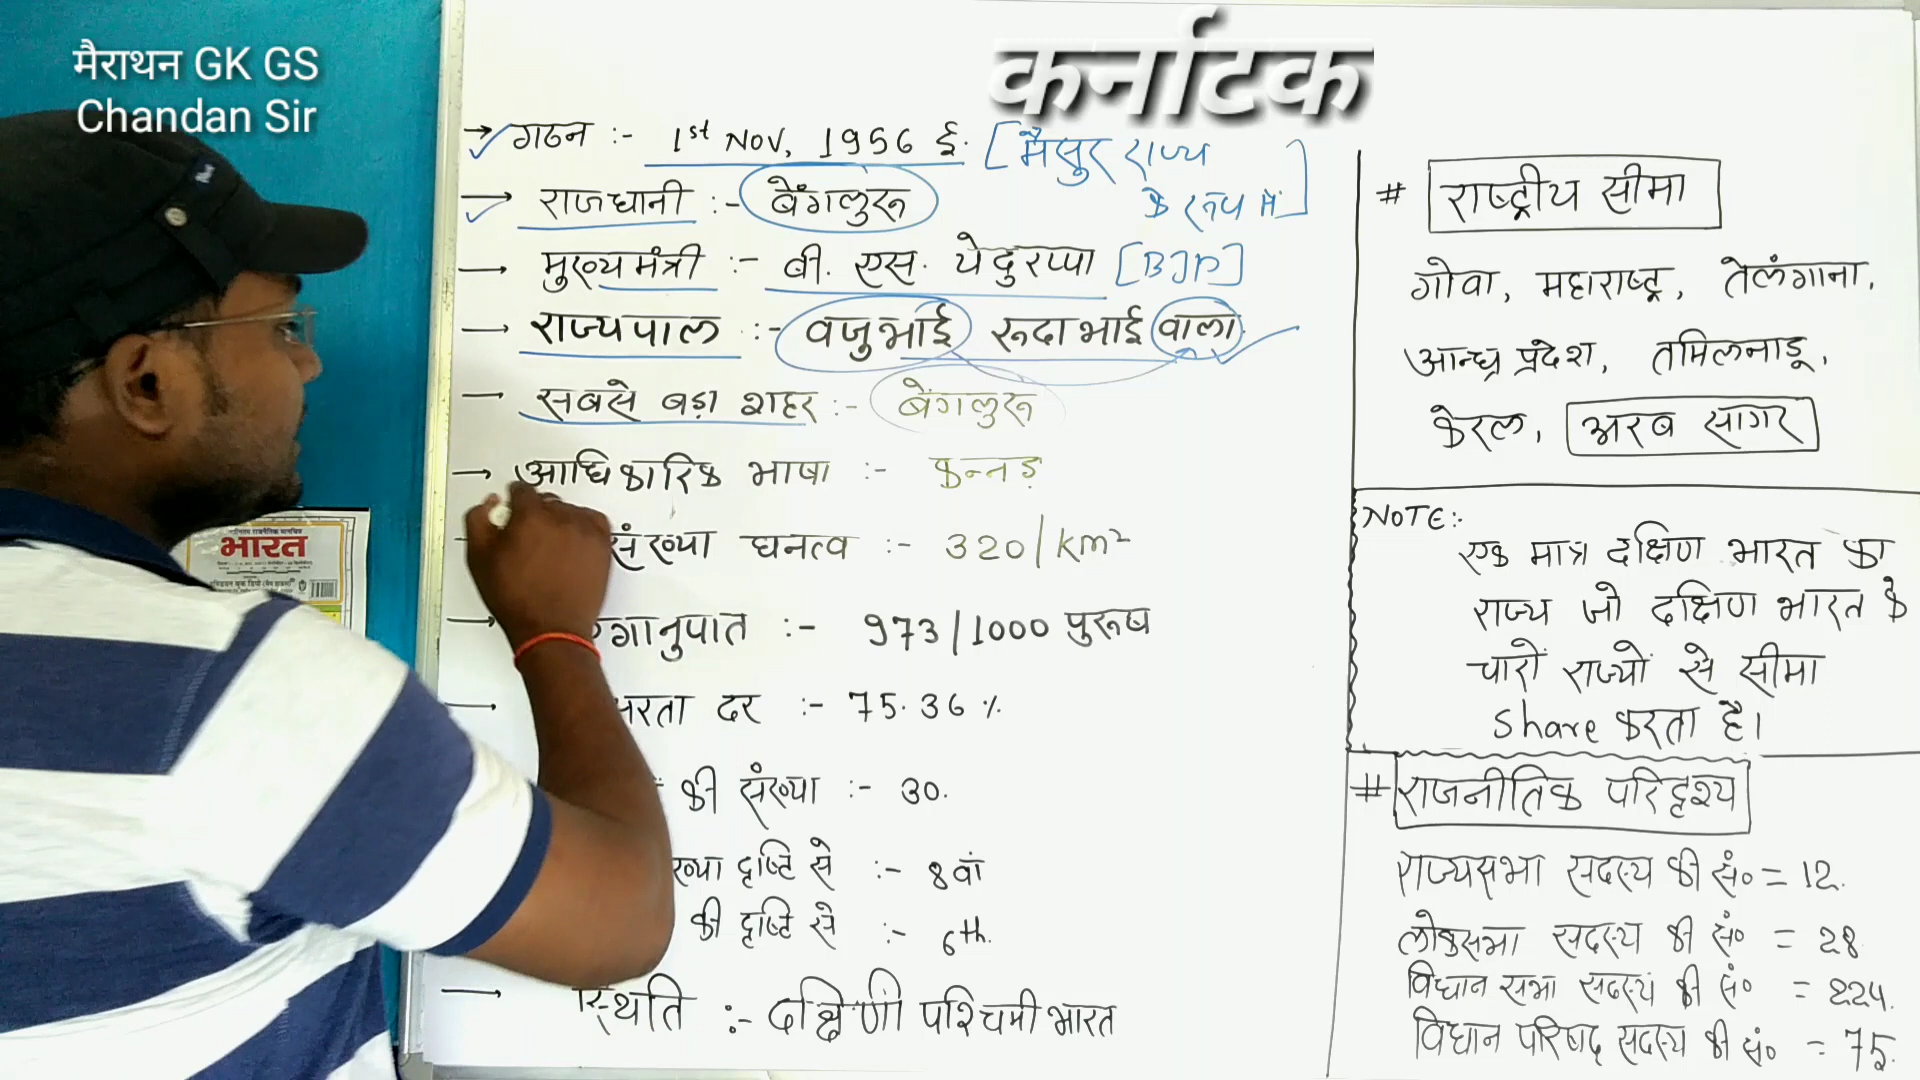 मैराथन GK GS
Chandan Sir
कर्नाटक
→ गठन :- 1st NOV, 1956 ई. [मैसुर राज्य
के रूप में]
→ राजधानी :- बेंगलुरू
→ मुख्यमंत्री :- बी. एस. येदुरप्पा [BJP]
→ राज्यपाल :- वजुभाई रूदाभाई वाला
→ सबसे बड़ा शहर :- बेंगलुरू
→ आधिकारिक भाषा :- कन्नड़
संख्या घनत्व :- 320/km²
→ गानुपात :- 973/1000 पुरूष
→ क्षरता दर :- 75.36 %
की संख्या :- 30.
ख्या दृष्टि से :- 8वां
की दृष्टि से :- 6th.
→ स्थिति :- दक्षिणी पश्चिमी भारत
# राष्ट्रीय सीमा
गोवा, महाराष्ट्र, तेलंगाना,
आन्ध्र प्रदेश, तमिलनाडू,
केरल, अरब सागर
NOTE:-
एक मात्र दक्षिण भारत का
राज्य जो दक्षिण भारत के
चारों राज्यों से सीमा
Share करता है।
# राजनीतिक परिदृश्य
राज्यसभा सदस्य की सं० = 12.
लोकसभा सदस्य की सं० = 28
विधान सभा सदस्य की सं० = 224.
विधान परिषद् सदस्य की सं० = 75.
भारत